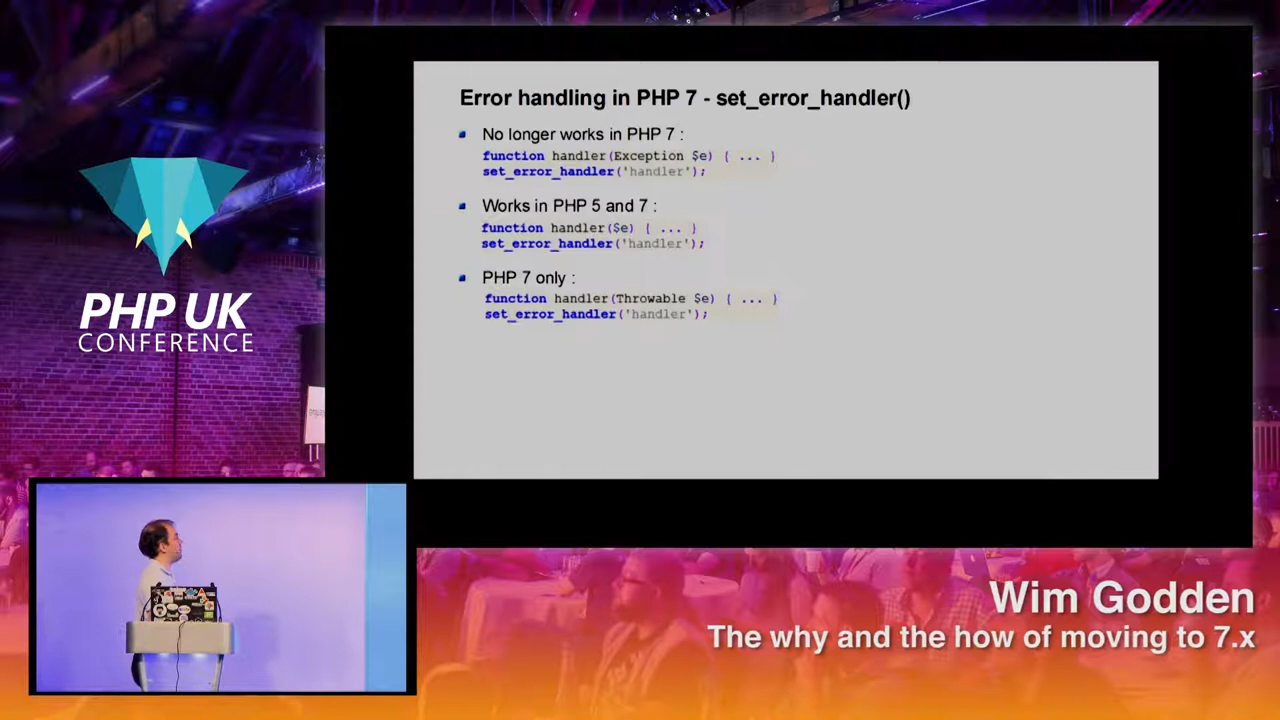 Error handling in PHP 7 - set_error_handler()
No longer works in PHP 7 :
function handler(Exception $e) { ... }
set_error_handler('handler');
Works in PHP 5 and 7 :
function handler($e) { ... }
set_error_handler('handler');
PHP 7 only :
function handler(Throwable $e) { ... }
set_error_handler('handler');
PHP UK
CONFERENCE
Wim Godden
The why and the how of moving to 7.x